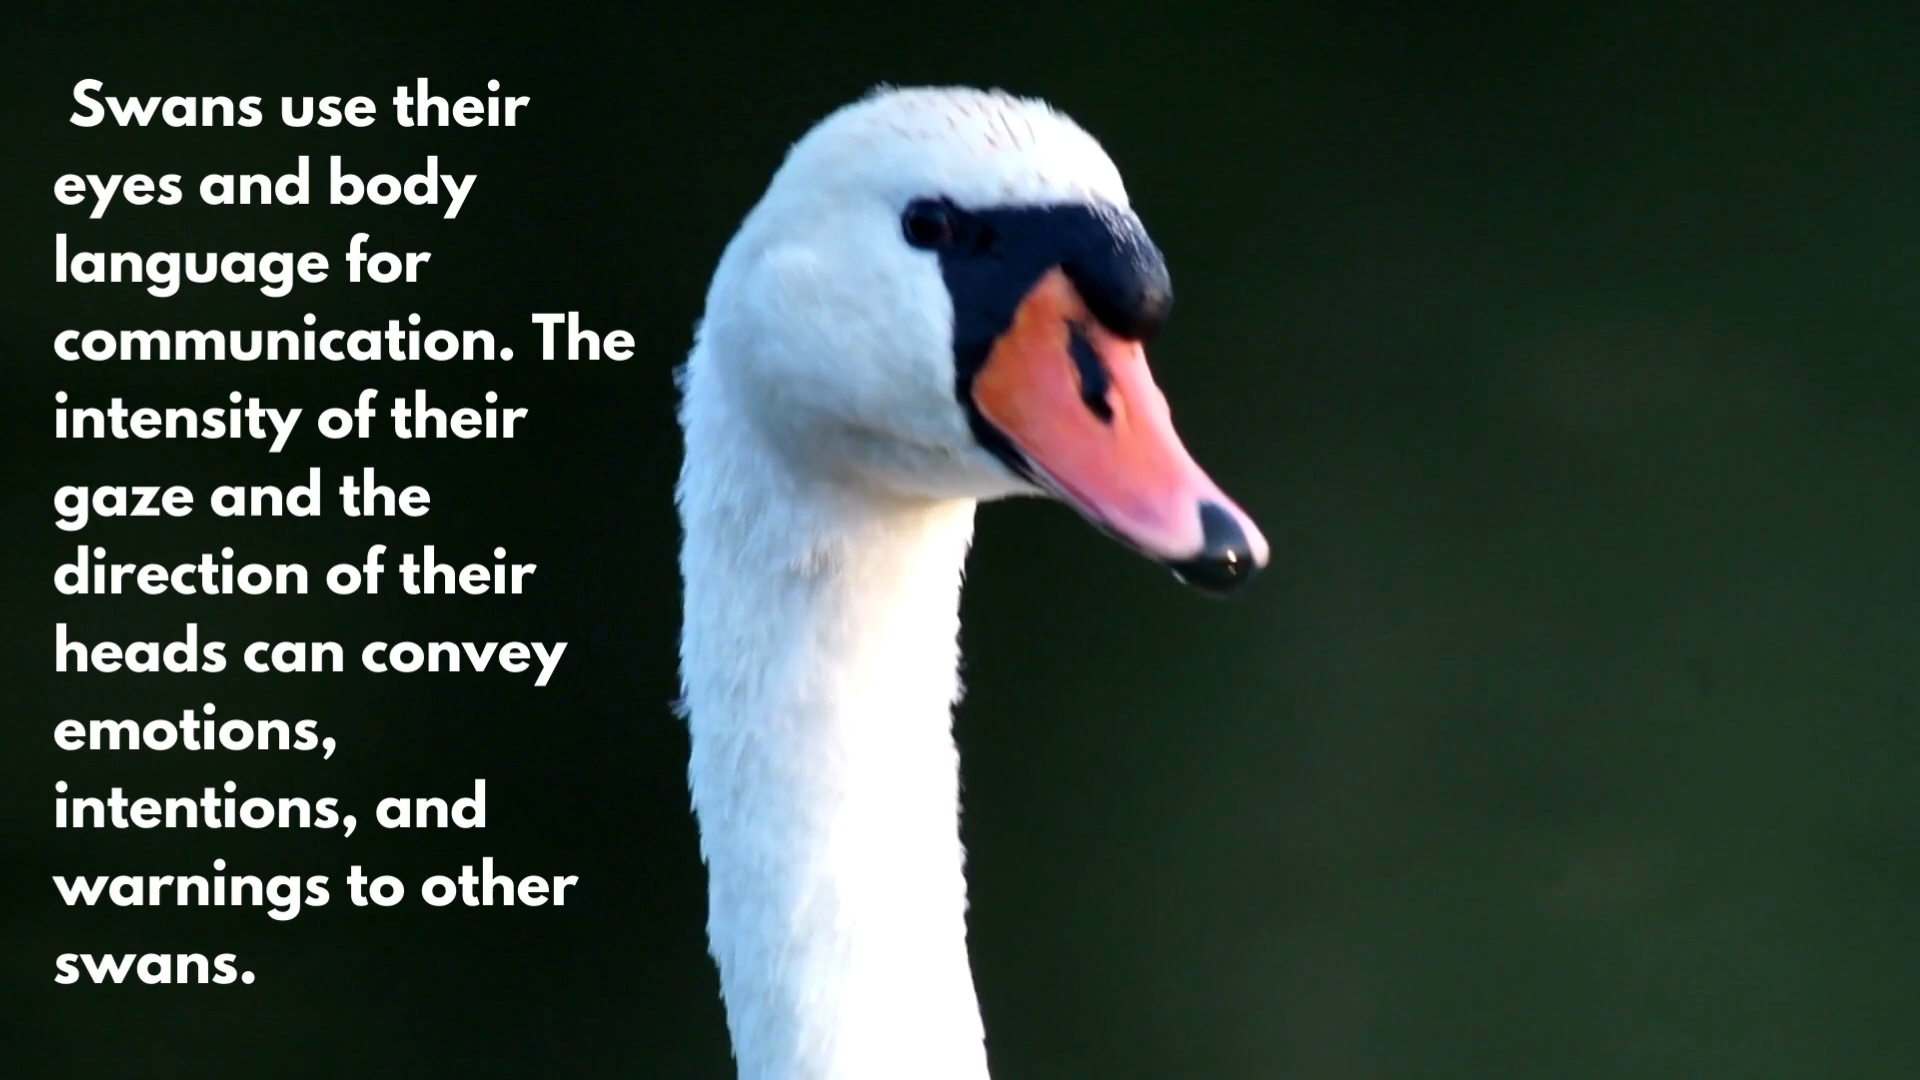 Swans use their
eyes and body
language for
communication. The
intensity of their
gaze and the
direction of their
heads can convey
emotions,
intentions, and
warnings to other
swans.